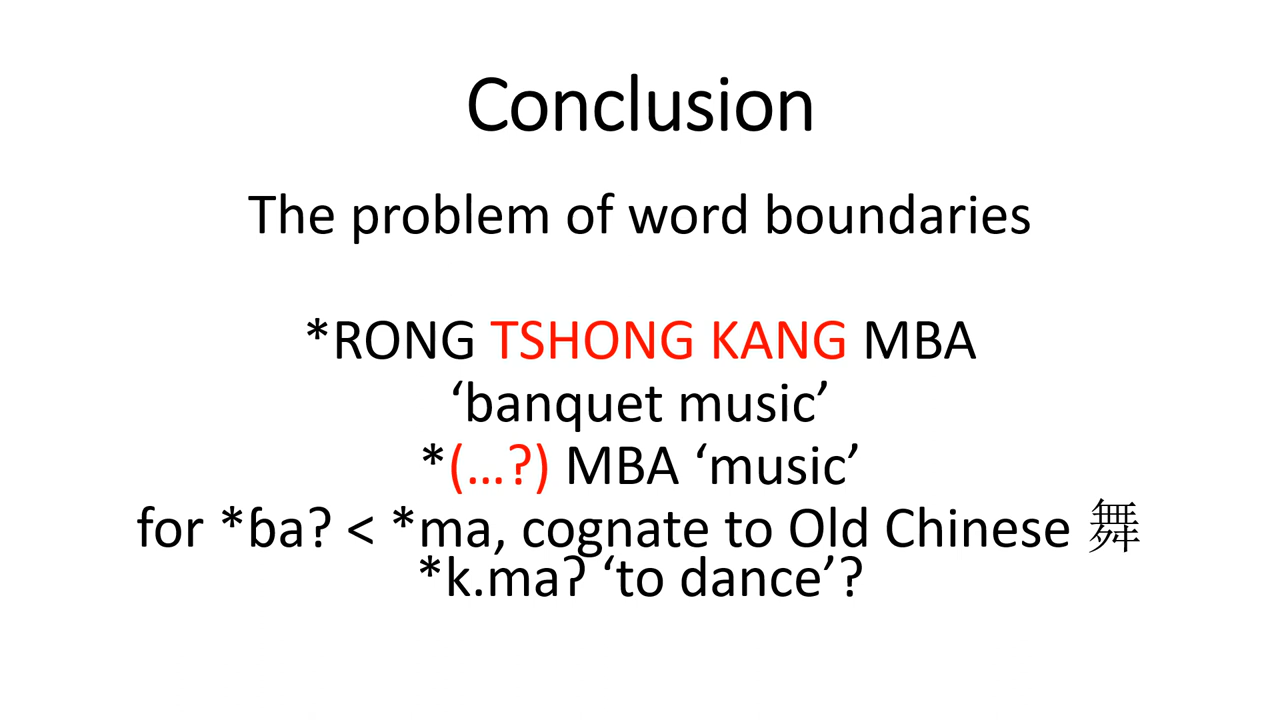 Conclusion
The problem of word boundaries
*RONG TSHONG KANG MBA
‘banquet music’
*(…?) MBA ‘music’
for *ɓa? < *ma, cognate to Old Chinese 舞
*k.maʔ ‘to dance’?